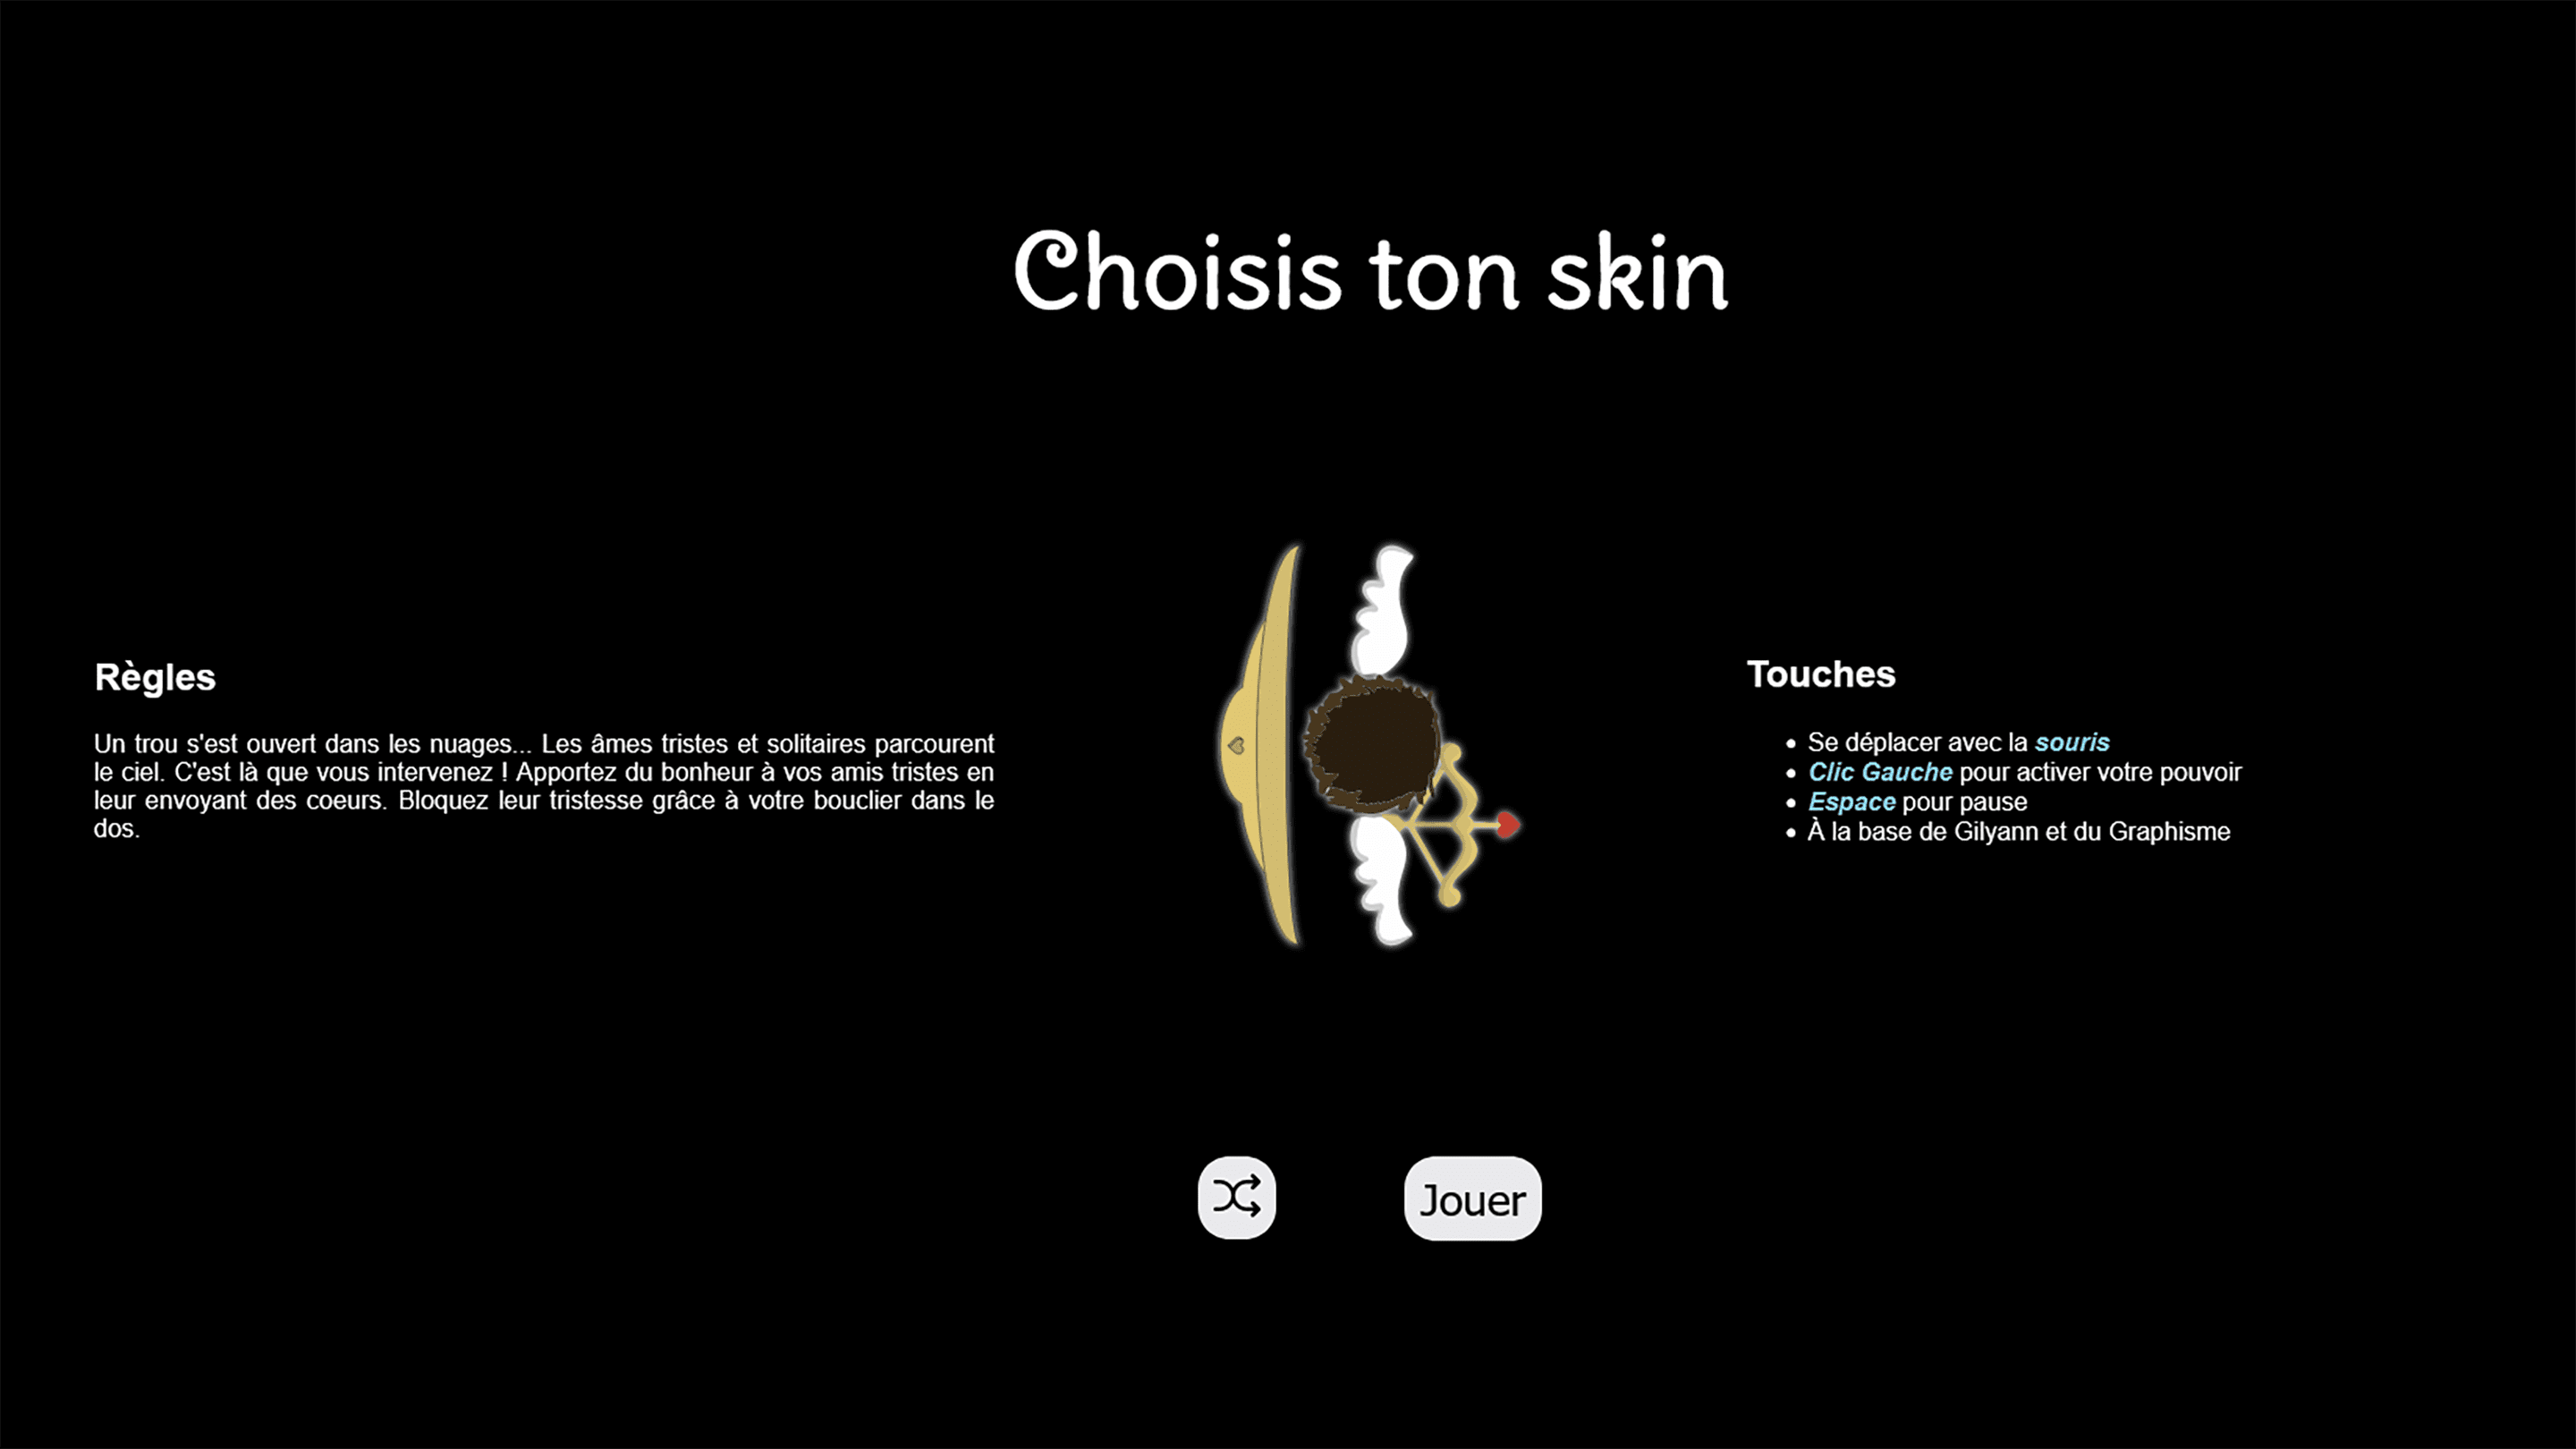 Choisis ton skin
Règles
Un trou s'est ouvert dans les nuages... Les âmes tristes et solitaires parcourent
le ciel. C'est là que vous intervenez ! Apportez du bonheur à vos amis tristes en
leur envoyant des coeurs. Bloquez leur tristesse grâce à votre bouclier dans le
dos.
Touches
Se déplacer avec la souris
Clic Gauche pour activer votre pouvoir
Espace pour pause
À la base de Gilyann et du Graphisme
Jouer